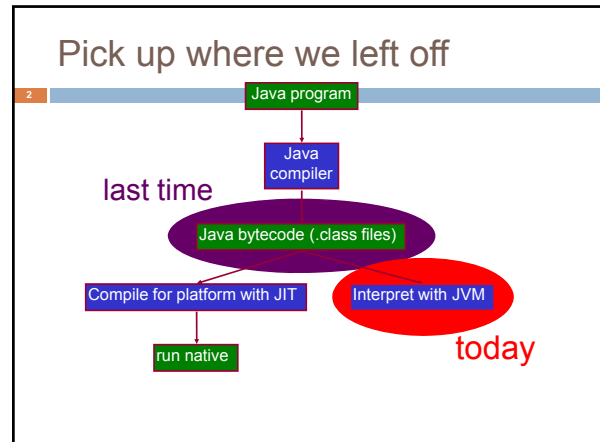 Pick up where we left off
2
Java program
Java
compiler
last time
Java bytecode (.class files)
Compile for platform with JIT
Interpret with JVM
run native
today